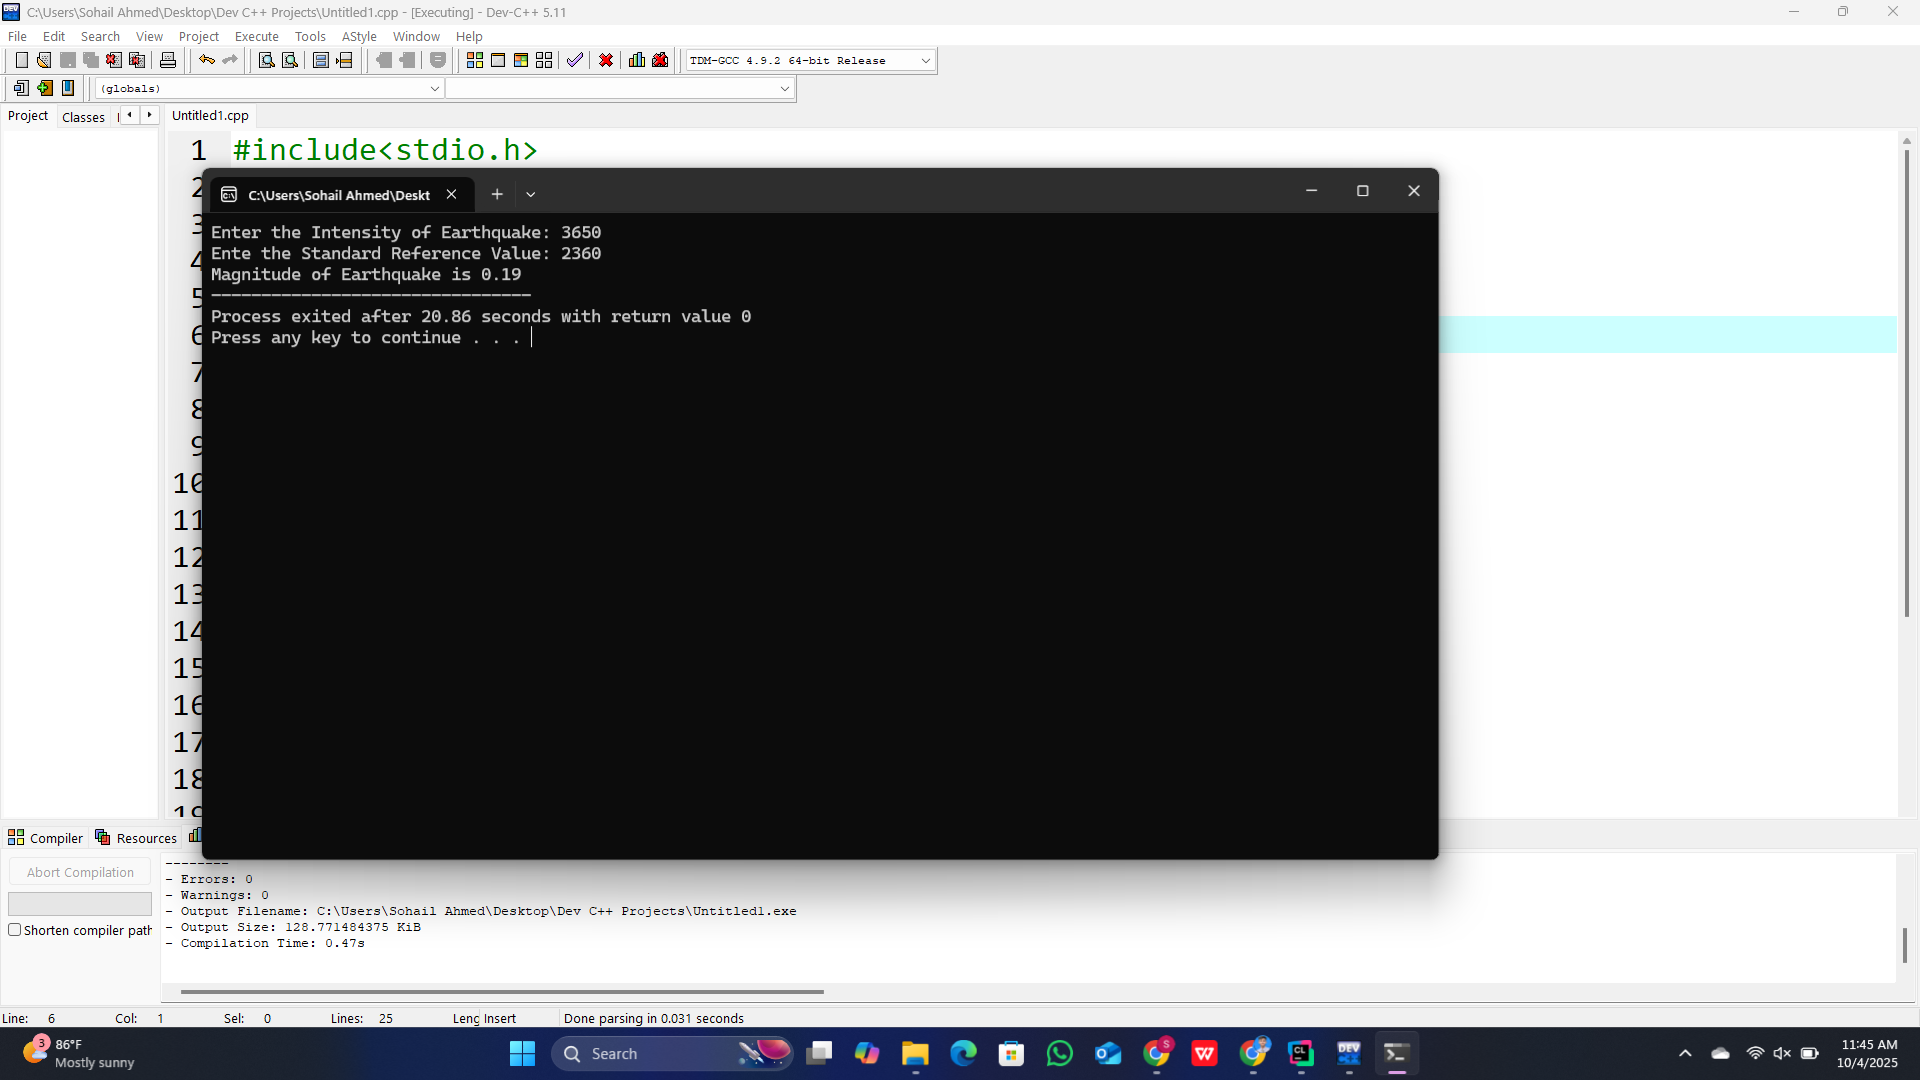 C:\Users\Sohail Ahmed\Desktop\Dev C++ Projects\Untitled1.cpp - [Executing] - Dev-C++ 5.11
File Edit Search View Project Execute Tools AStyle Window Help
TDM-GCC 4.9.2 64-bit Release
(globals)
Project Classes
Untitled1.cpp
1 #include<stdio.h>
2
3
4
5
6
7
8
9
10
11
12
13
14
15
16
17
18
19
C:\Users\Sohail Ahmed\Deskt
Enter the Intensity of Earthquake: 3650
Ente the Standard Reference Value: 2360
Magnitude of Earthquake is 0.19
--------------------------------
Process exited after 20.86 seconds with return value 0
Press any key to continue . . .
Compiler Resources
Abort Compilation
Shorten compiler path
--------
- Errors: 0
- Warnings: 0
- Output Filename: C:\Users\Sohail Ahmed\Desktop\Dev C++ Projects\Untitled1.exe
- Output Size: 128.771484375 KiB
- Compilation Time: 0.47s
Line: 6 Col: 1 Sel: 0 Lines: 25 Leng Insert Done parsing in 0.031 seconds
3
86°F
Mostly sunny
Search
S
W
CL
DEV
11:45 AM
10/4/2025